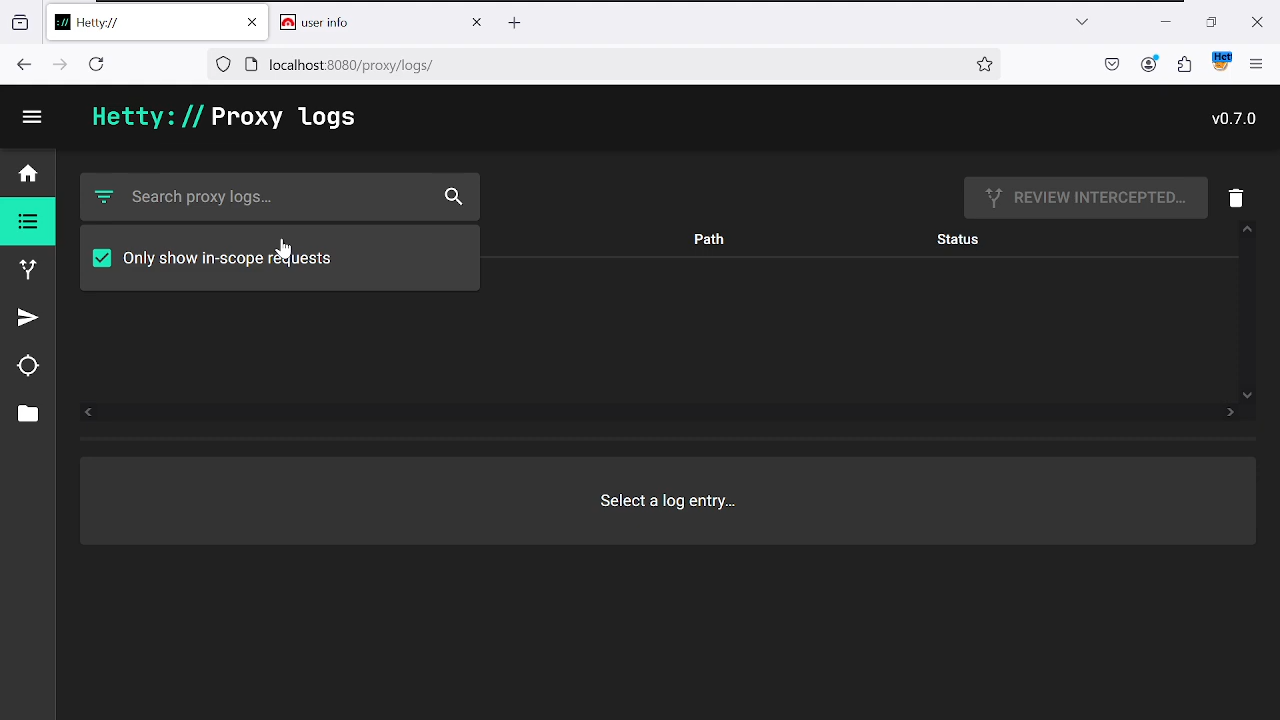 Hetty://
user info
localhost:8080/proxy/logs/
Het!
Hetty:// Proxy logs
v0.7.0
Search proxy logs...
REVIEW INTERCEPTED...
Only show in-scope requests
Path
Status
Select a log entry...